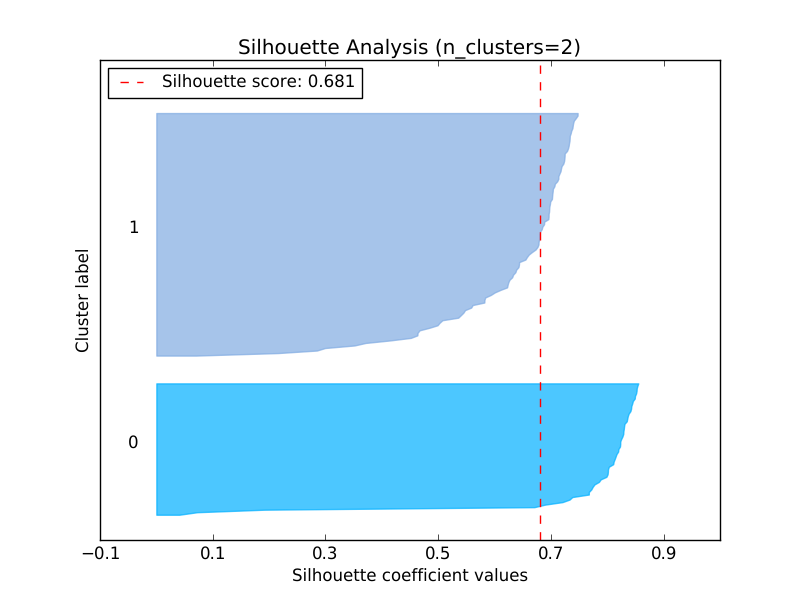 Silhouette Analysis (n_clusters=2)
Silhouette score: 0.681
1
0
Cluster label
−0.1 0.1 0.3 0.5 0.7 0.9
Silhouette coefficient values